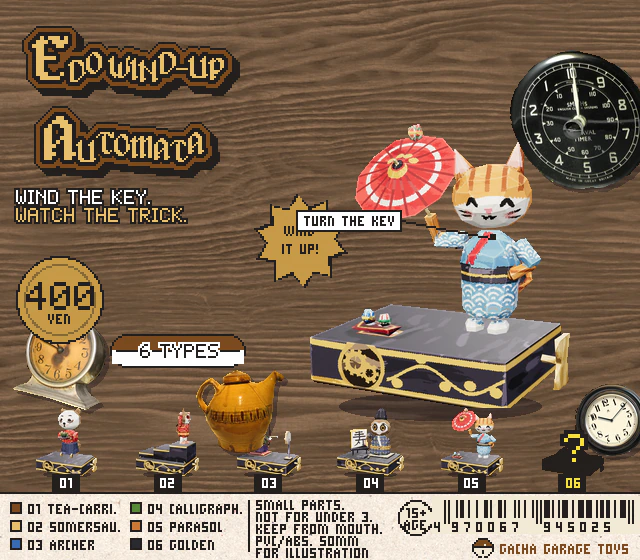 EDO WIND-UP
AUTOMATA
WIND THE KEY.
WATCH THE TRICK.
TURN THE KEY
IT UP!
400
YEN
6 TYPES
01
02
03
04
05
?
06
01 TEA-CARRI.
02 SOMERSAU.
03 ARCHER
04 CALLIGRAPH.
05 PARASOL
06 GOLDEN
SMALL PARTS.
NOT FOR UNDER 3.
KEEP FROM MOUTH.
PVC/ABS. 50MM
FOR ILLUSTRATION
15+
AGE
4 970067 945025
GACHA GARAGE TOYS